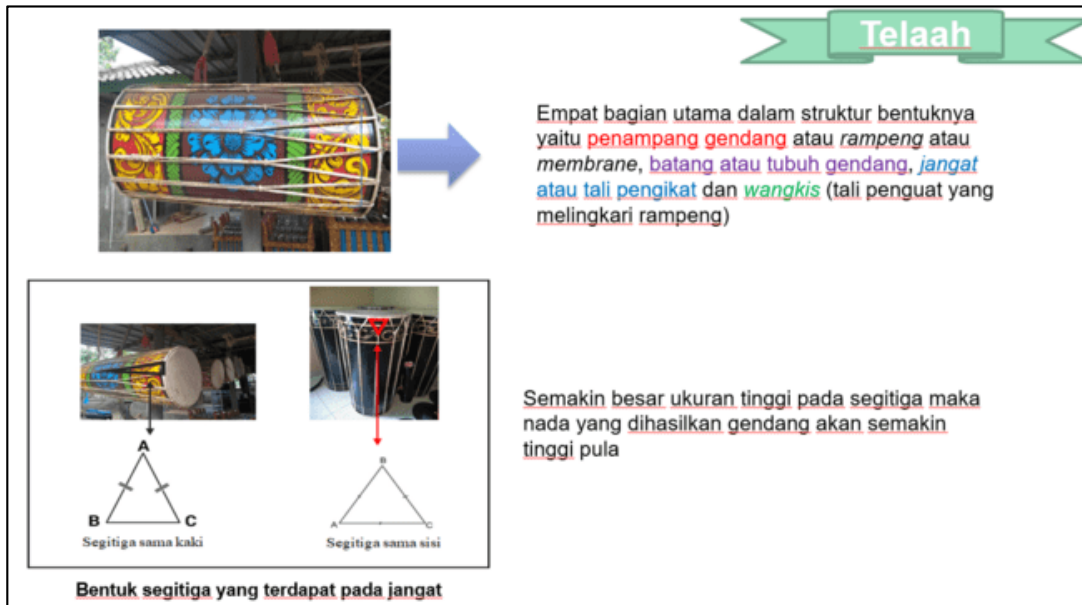 Telaah
Empat bagian utama dalam struktur bentuknya
yaitu penampang gendang atau rampeng atau
membrane, batang atau tubuh gendang, jangat
atau tali pengikat dan wangkis (tali penguat yang
melingkari rampeng)
A
B C
Segitiga sama kaki
B
A C
Segitiga sama sisi
Bentuk segitiga yang terdapat pada jangat
Semakin besar ukuran tinggi pada segitiga maka
nada yang dihasilkan gendang akan semakin
tinggi pula